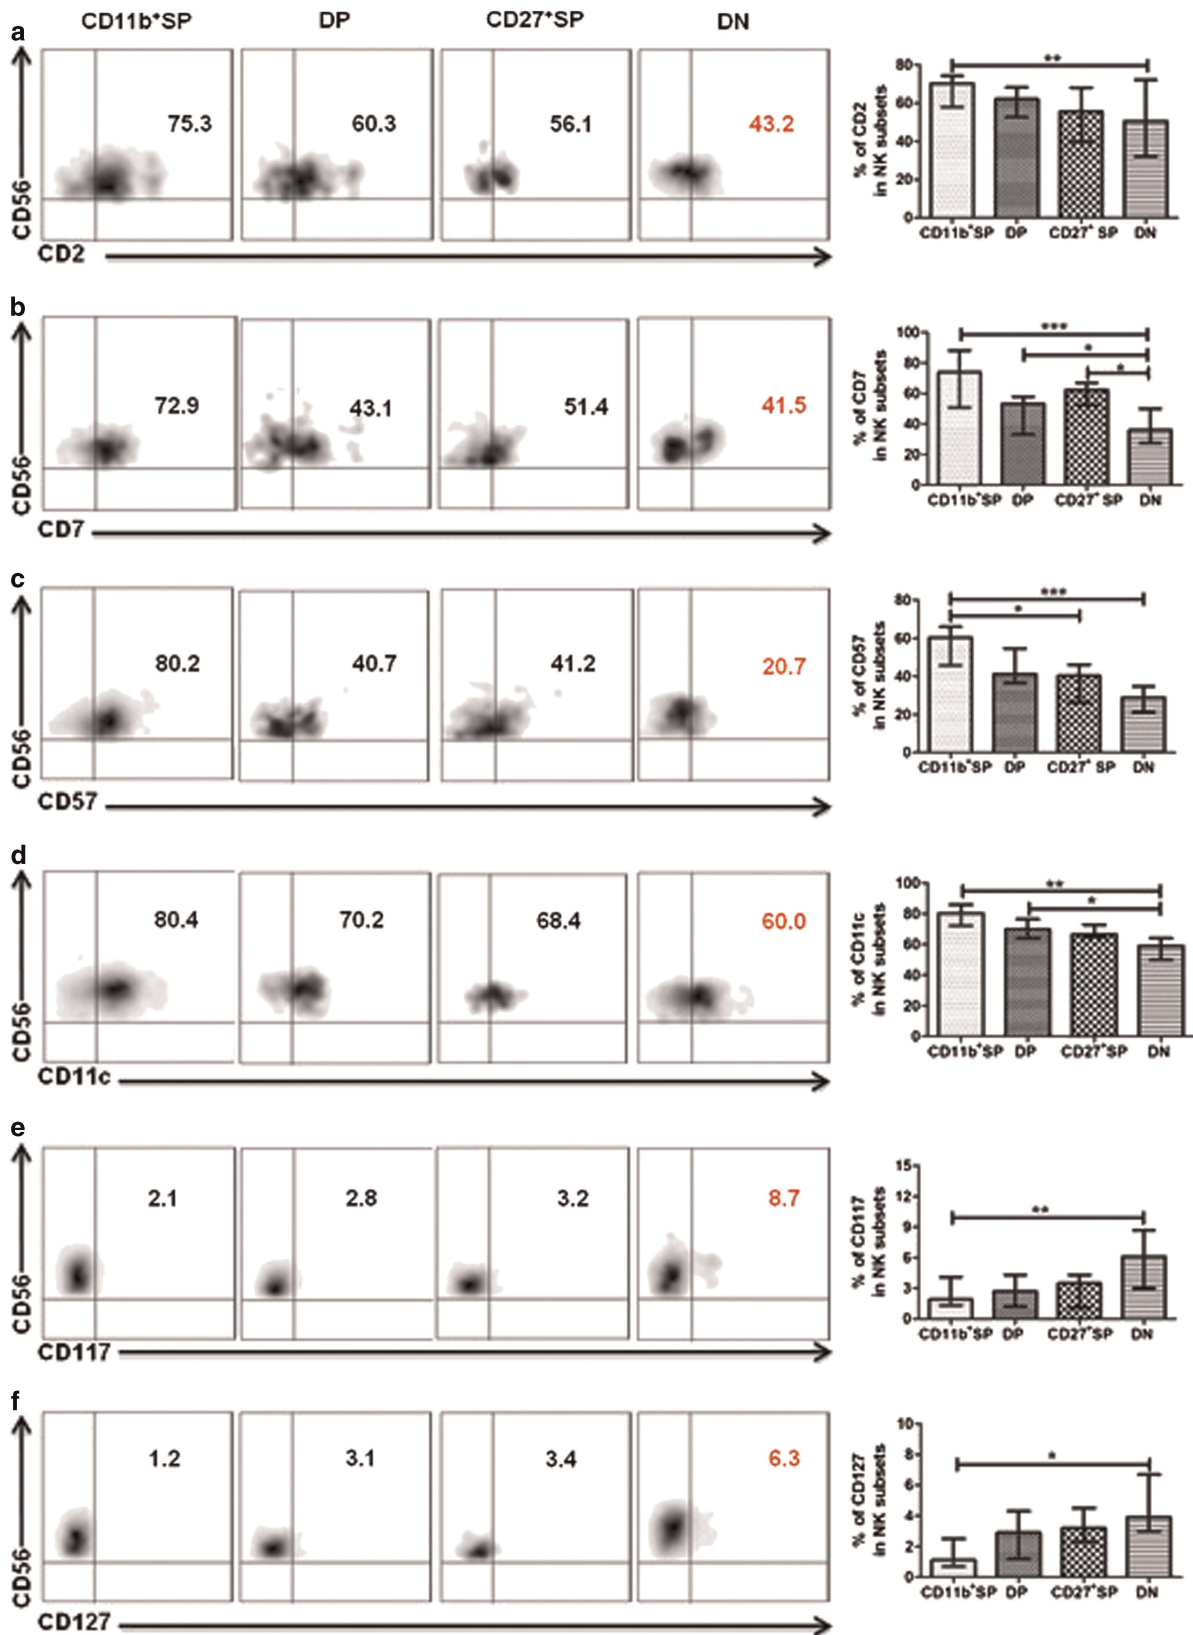 a
CD11b+SP DP CD27+SP DN
CD56
75.3 60.3 56.1 43.2
CD2
% of CD2
in NK subsets
80
60
40
20
0
**
CD11b+SP DP CD27+ SP DN
b
CD56
72.9 43.1 51.4 41.5
CD7
% of CD7
in NK subsets
100
80
60
40
20
0
***
*
*
CD11b+SP DP CD27+ SP DN
c
CD56
80.2 40.7 41.2 20.7
CD57
% of CD57
in NK subsets
80
60
40
20
0
***
*
CD11b+SP DP CD27+ SP DN
d
CD56
80.4 70.2 68.4 60.0
CD11c
% of CD11c
in NK subsets
100
80
60
40
20
0
**
*
CD11b+SP DP CD27+SP DN
e
CD56
2.1 2.8 3.2 8.7
CD117
% of CD117
in NK subsets
15
12
9
6
3
0
**
CD11b+SP DP CD27+SP DN
f
CD56
1.2 3.1 3.4 6.3
CD127
% of CD127
in NK subsets
10
8
6
4
2
0
*
CD11b+SP DP CD27+SP DN